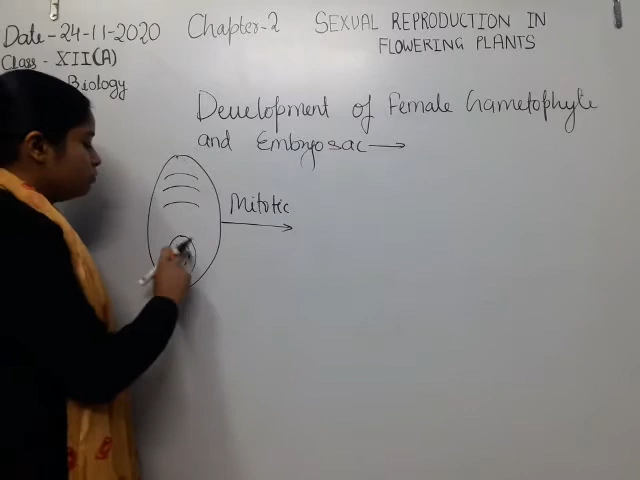 Date-24-11-2020
Chapter-2
SEXUAL REPRODUCTION IN
FLOWERING PLANTS
Class-XII(A)
Biology
Development of Female Gametophyte
and Embryosac
Mitotic